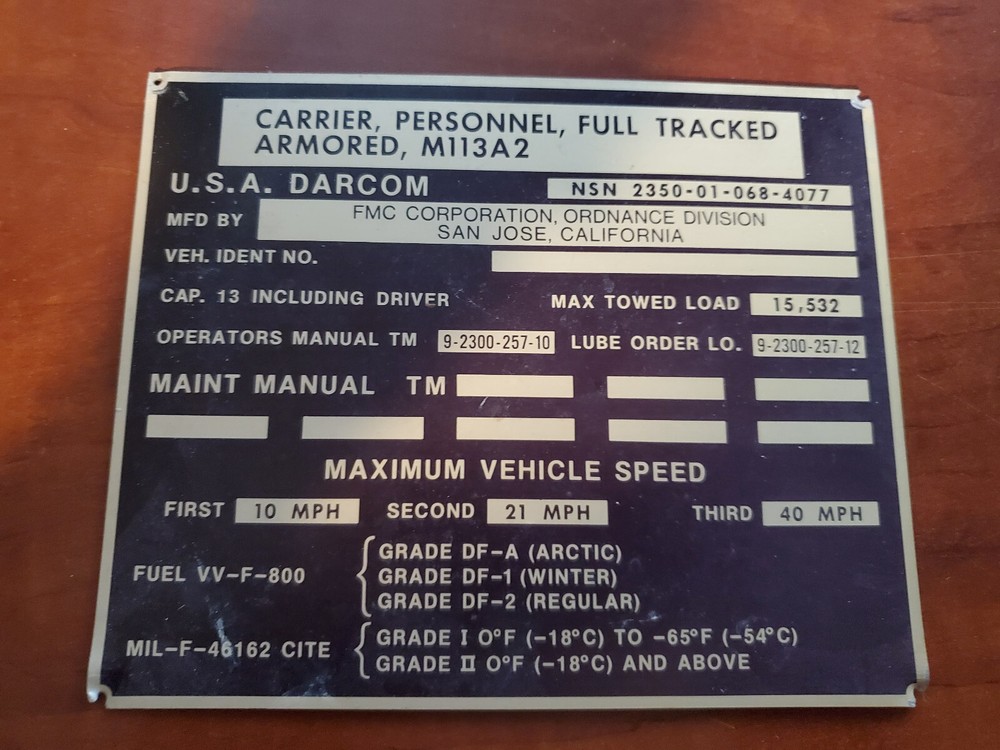 CARRIER, PERSONNEL, FULL TRACKED
ARMORED, M113A2
U.S.A. DARCOM NSN 2350-01-068-4077
MFD BY FMC CORPORATION, ORDNANCE DIVISION
SAN JOSE, CALIFORNIA
VEH. IDENT NO.
CAP. 13 INCLUDING DRIVER MAX TOWED LOAD 15,532
OPERATORS MANUAL TM 9-2300-257-10 LUBE ORDER LO. 9-2300-257-12
MAINT MANUAL TM
MAXIMUM VEHICLE SPEED
FIRST 10 MPH SECOND 21 MPH THIRD 40 MPH
GRADE DF-A (ARCTIC)
FUEL VV-F-800 GRADE DF-1 (WINTER)
GRADE DF-2 (REGULAR)
MIL-F-46162 CITE GRADE I 0°F (-18°C) TO -65°F (-54°C)
GRADE II 0°F (-18°C) AND ABOVE